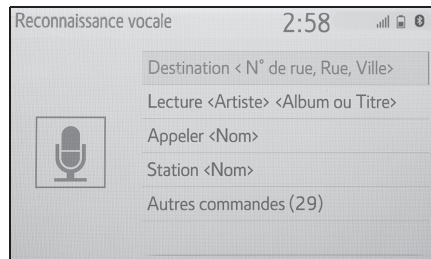 Reconnaissance vocale 2:58
Destination < N° de rue, Rue, Ville>
Lecture <Artiste> <Album ou Titre>
Appeler <Nom>
Station <Nom>
Autres commandes (29)